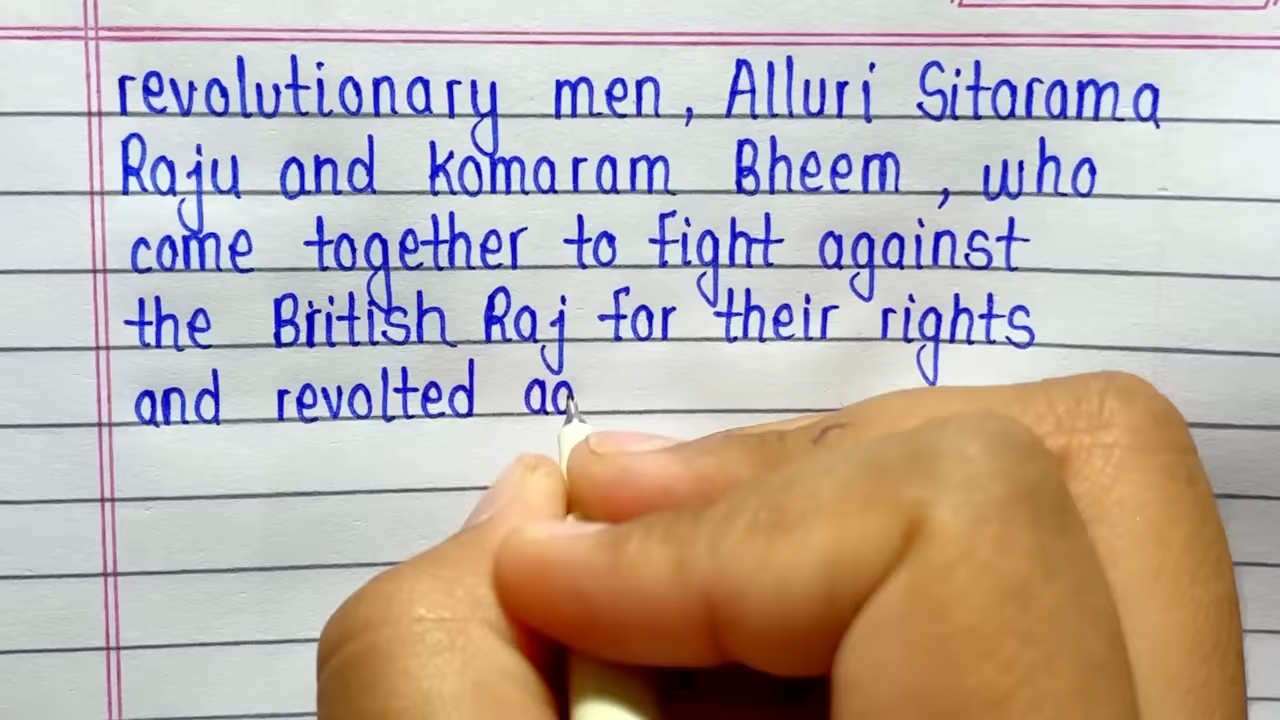 revolutionary men, Alluri Sitarama
Raju and Komaram Bheem, who
come together to fight against
the British Raj for their rights
and revolted